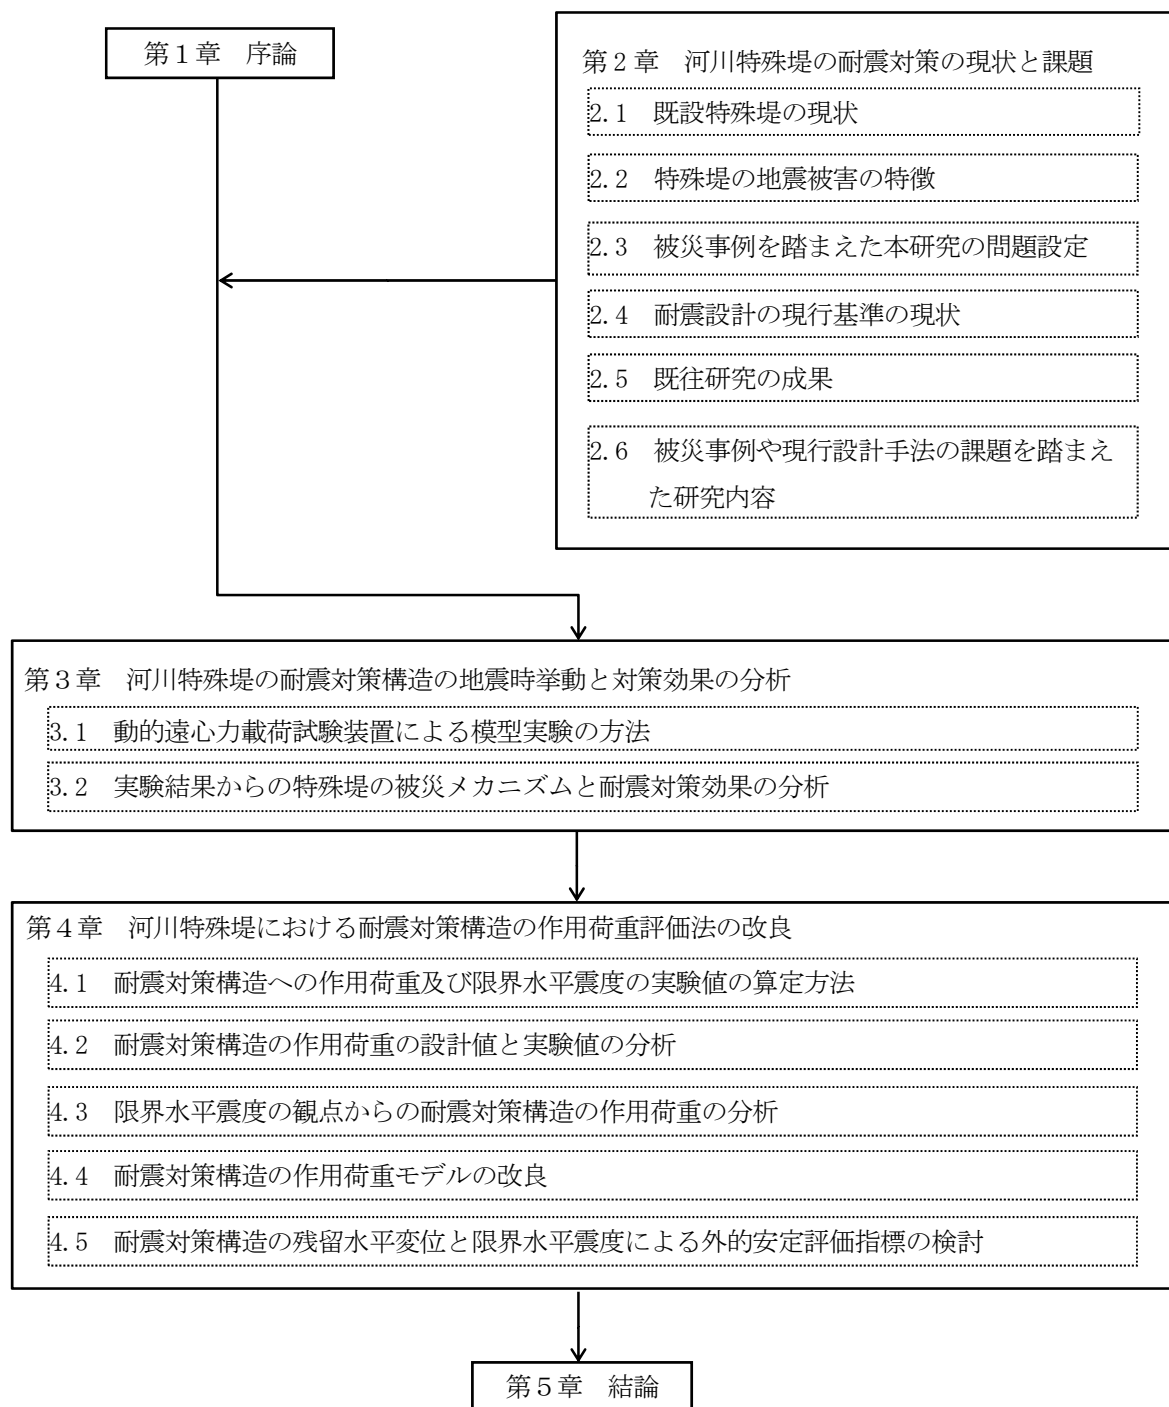 第1章 序論
第2章 河川特殊堤の耐震対策の現状と課題
2.1 既設特殊堤の現状
2.2 特殊堤の地震被害の特徴
2.3 被災事例を踏まえた本研究の問題設定
2.4 耐震設計の現行基準の現状
2.5 既往研究の成果
2.6 被災事例や現行設計手法の課題を踏まえ
た研究内容
第3章 河川特殊堤の耐震対策構造の地震時挙動と対策効果の分析
3.1 動的遠心力載荷試験装置による模型実験の方法
3.2 実験結果からの特殊堤の被災メカニズムと耐震対策効果の分析
第4章 河川特殊堤における耐震対策構造の作用荷重評価法の改良
4.1 耐震対策構造への作用荷重及び限界水平震度の実験値の算定方法
4.2 耐震対策構造の作用荷重の設計値と実験値の分析
4.3 限界水平震度の観点からの耐震対策構造の作用荷重の分析
4.4 耐震対策構造の作用荷重モデルの改良
4.5 耐震対策構造の残留水平変位と限界水平震度による外的安定評価指標の検討
第5章 結論